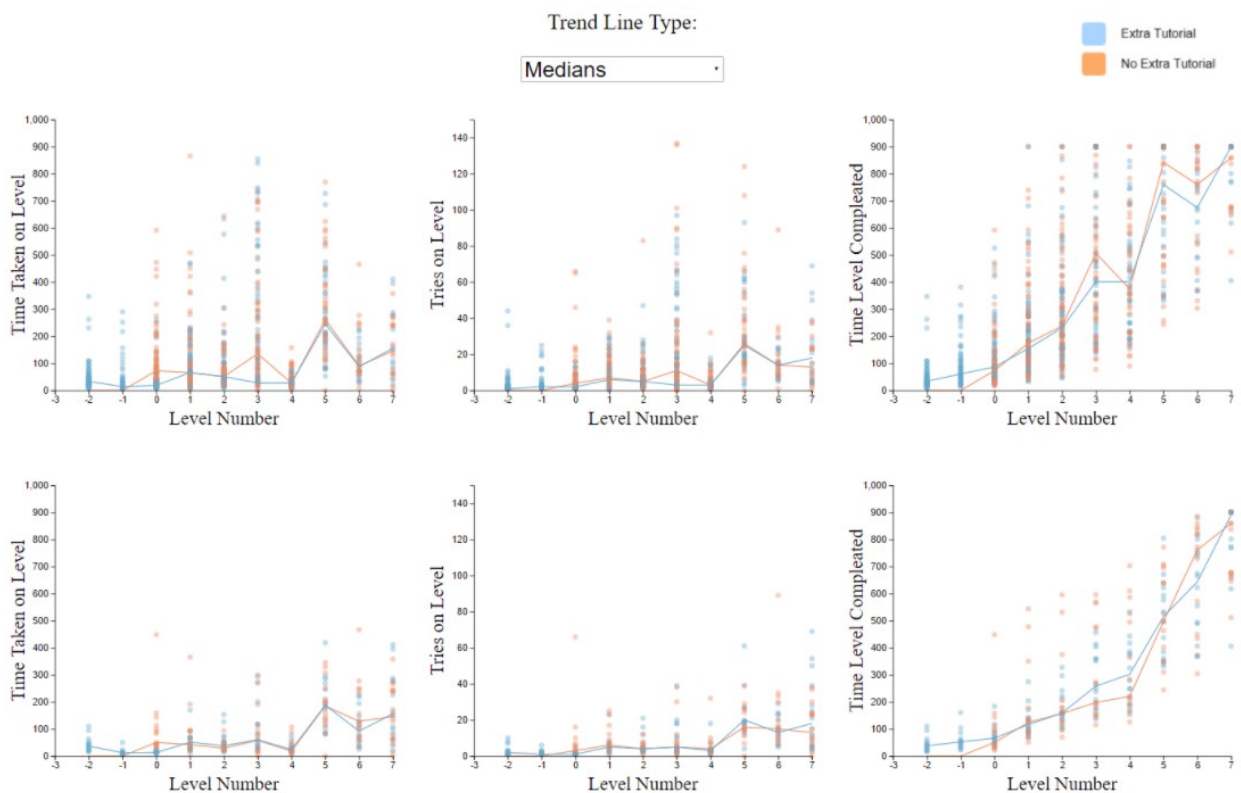 Trend Line Type:
Medians
Extra Tutorial
No Extra Tutorial
1,000
900
800
700
600
500
400
300
200
100
0
Time Taken on Level
-3 -2 -1 0 1 2 3 4 5 6 7
Level Number
140
120
100
80
60
40
20
0
Tries on Level
-3 -2 -1 0 1 2 3 4 5 6 7
Level Number
1,000
900
800
700
600
500
400
300
200
100
0
Time Level Compleated
-3 -2 -1 0 1 2 3 4 5 6 7
Level Number
1,000
900
800
700
600
500
400
300
200
100
0
Time Taken on Level
-3 -2 -1 0 1 2 3 4 5 6 7
Level Number
140
120
100
80
60
40
20
0
Tries on Level
-3 -2 -1 0 1 2 3 4 5 6 7
Level Number
1,000
900
800
700
600
500
400
300
200
100
0
Time Level Compleated
-3 -2 -1 0 1 2 3 4 5 6 7
Level Number